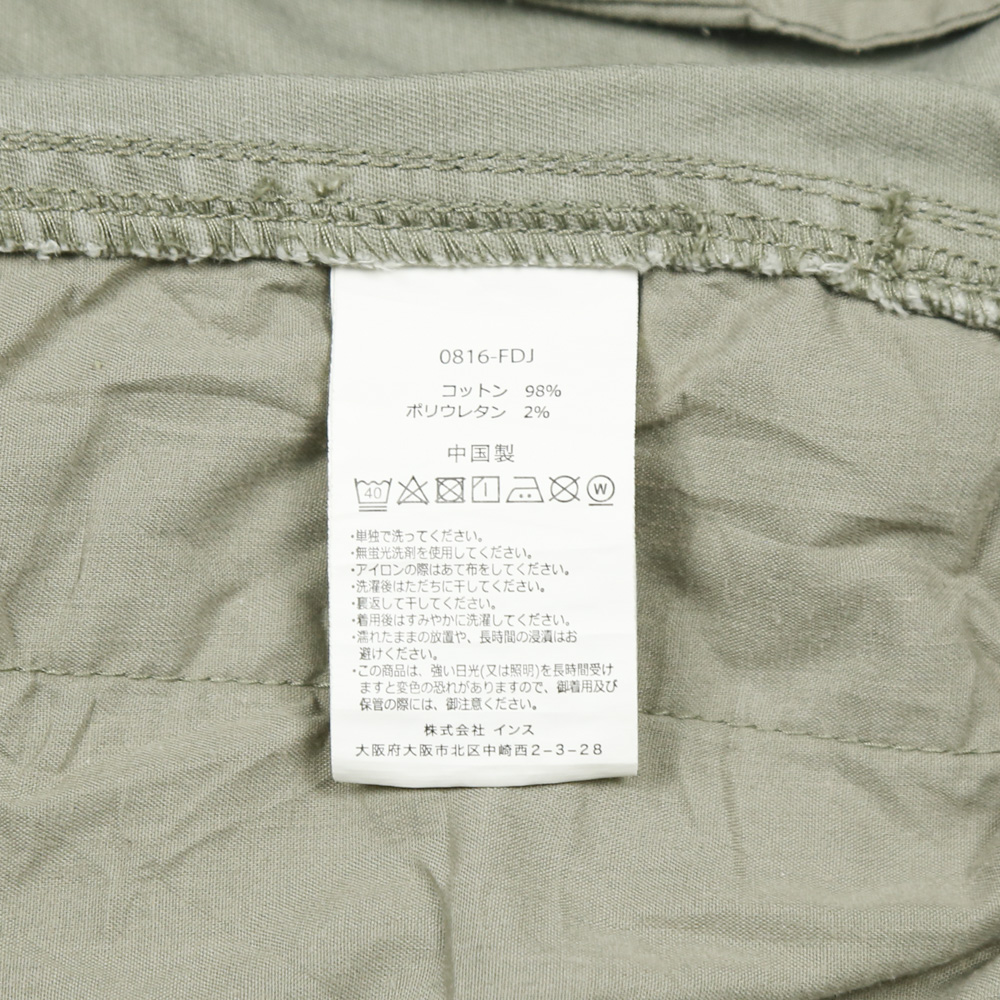 0816-FDJ
コットン 98%
ポリウレタン 2%
中国製
40 W
・単独で洗ってください。
・無蛍光洗剤を使用してください。
・アイロンの際はあて布をしてください。
・洗濯後はただちに干してください。
・裏返して干してください。
・着用後はすみやかに洗濯してください。
・濡れたままの放置や、長時間の浸漬はお
避けください。
・この商品は、強い日光(又は照明)を長時間受け
ますと変色の恐れがありますので、御着用及び
保管の際には、御注意ください。
株式会社 インス
大阪府大阪市北区中崎西2-3-28